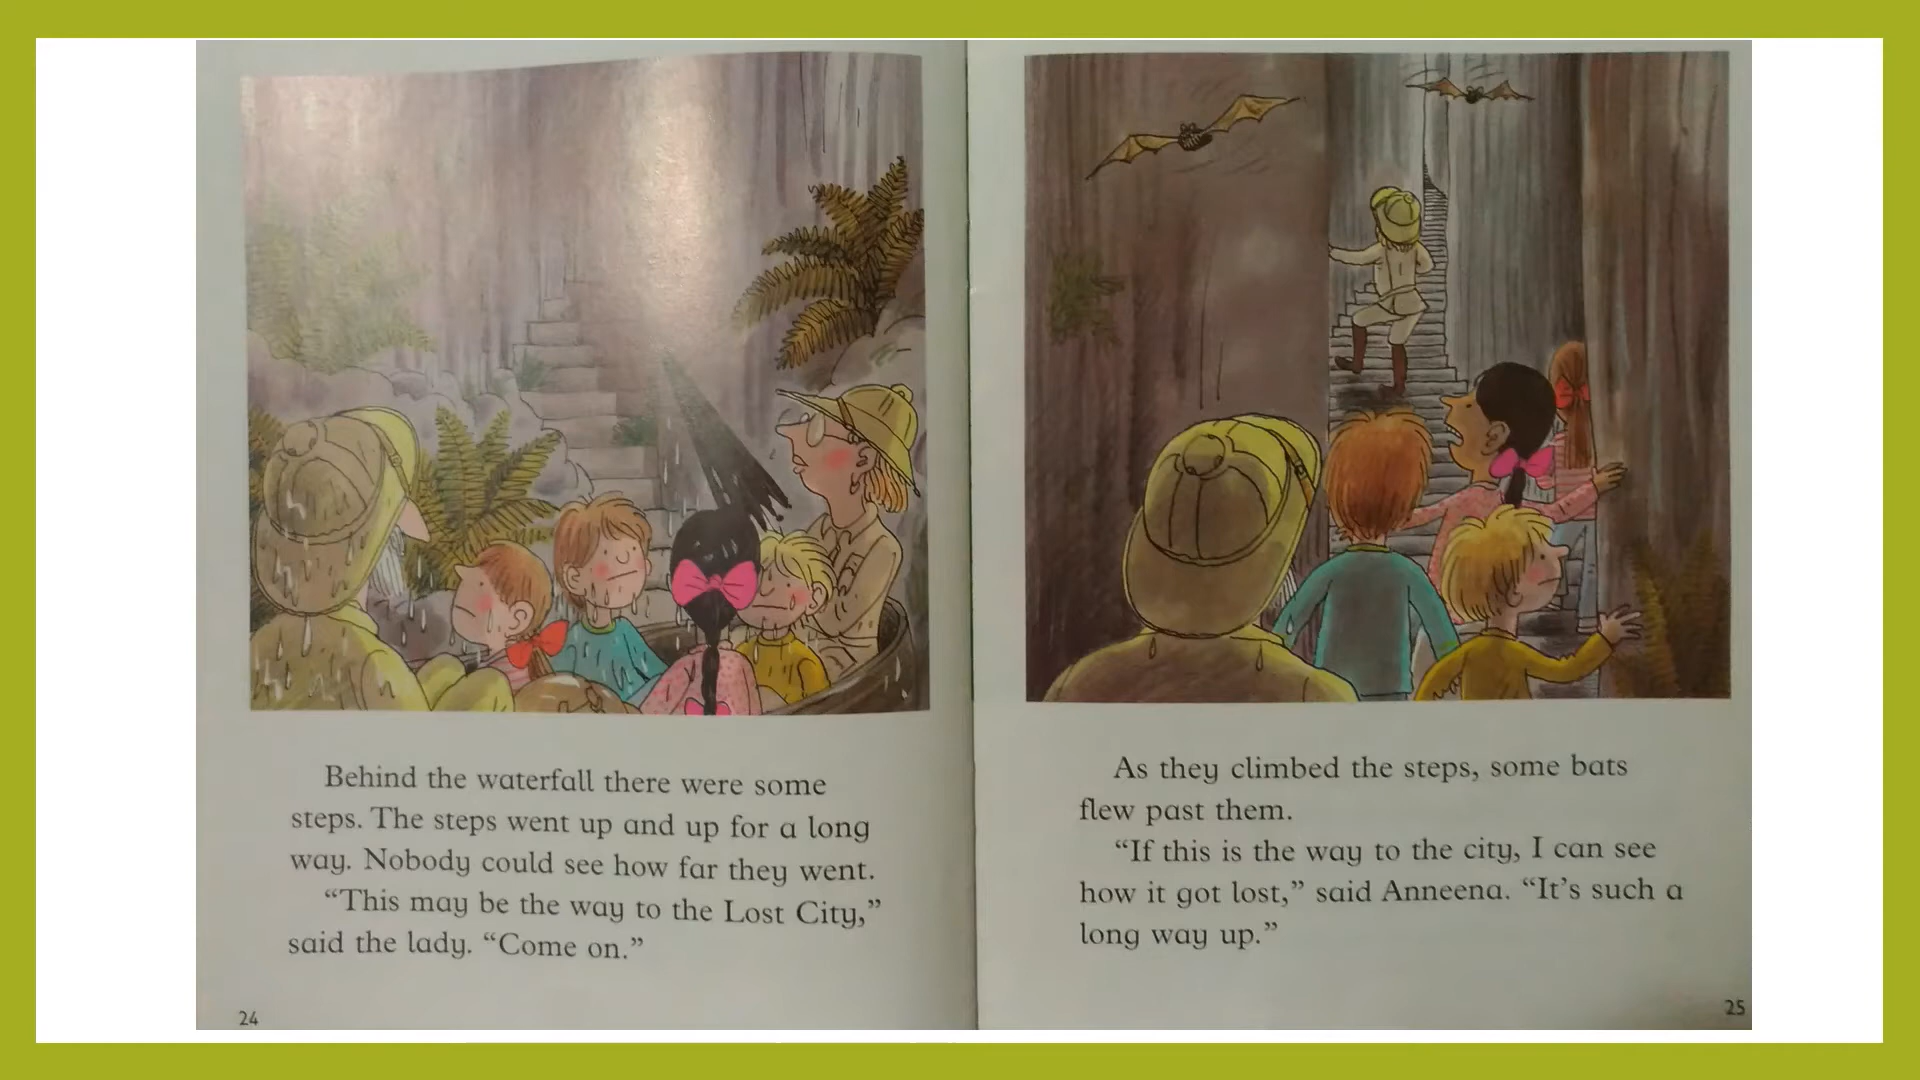 Behind the waterfall there were some
steps. The steps went up and up for a long
way. Nobody could see how far they went.
“This may be the way to the Lost City,”
said the lady. “Come on.”
24
As they climbed the steps, some bats
flew past them.
“If this is the way to the city, I can see
how it got lost,” said Anneena. “It’s such a
long way up.”
25